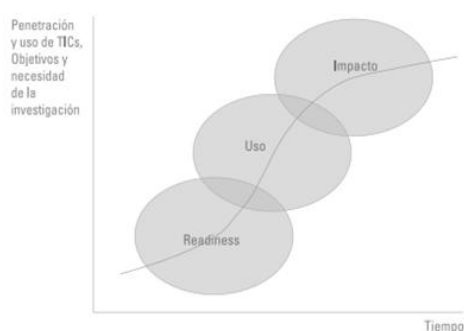 Penetración
y uso de TICs,
Objetivos y
necesidad
de la
investigación
Impacto
Uso
Readiness
Tiempo